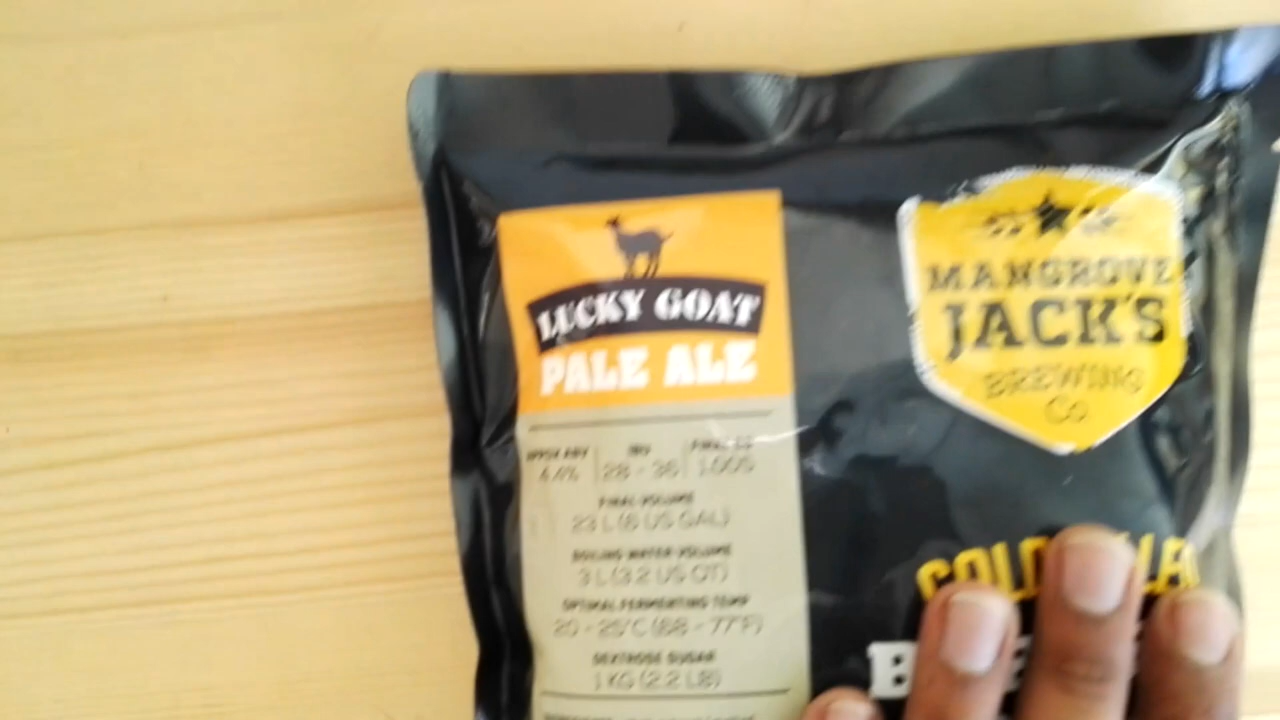 LUCKY GOAT
PALE ALE
APPROX ABV
4.4%
IBU
28 - 36
FINAL SG
1.005
FINAL VOLUME
23 L (6 US GAL)
BOILING WATER VOLUME
3 L (3.2 US QT)
OPTIMAL FERMENTING TEMP
20 - 25°C (68 - 77°F)
DEXTROSE SUGAR
1 KG (2.2 LB)
MANGROVE
JACK'S
BREWING
Co